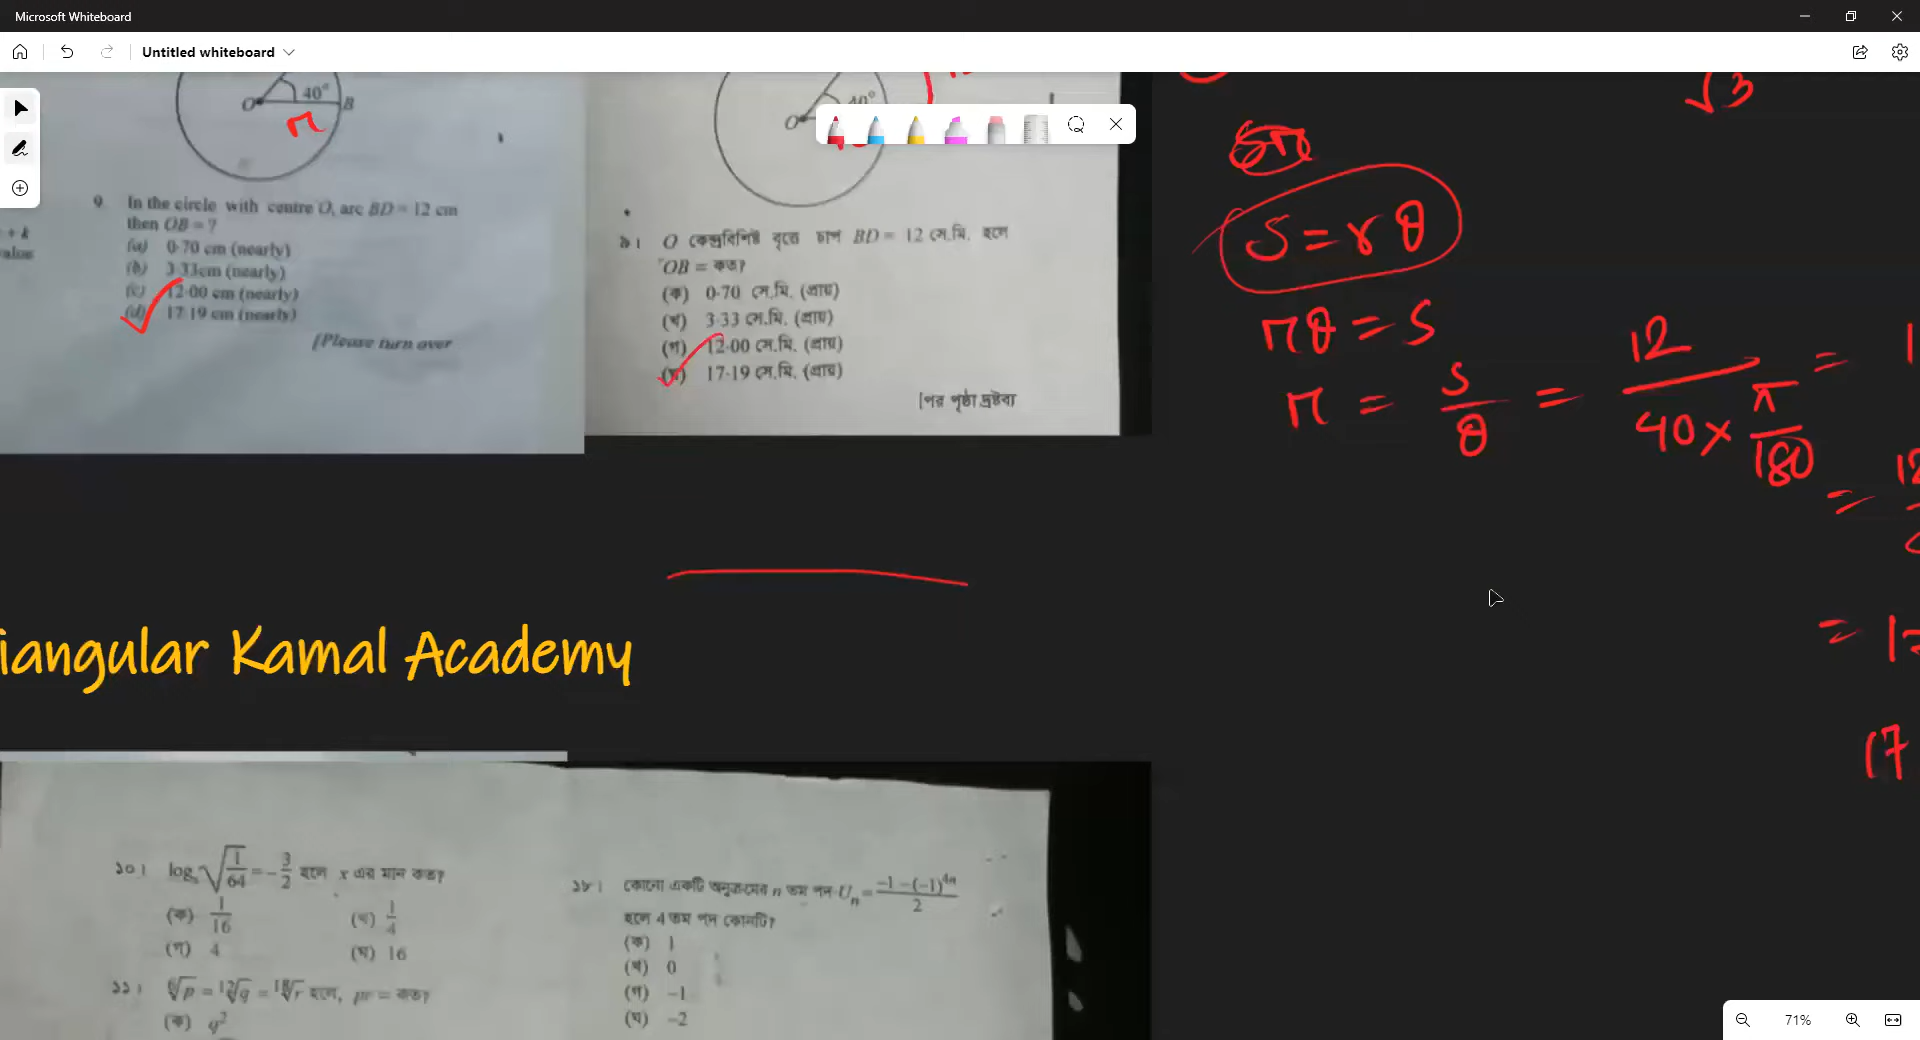 Microsoft Whiteboard
Untitled whiteboard
O 40° B
r
9. In the circle with centre O, arc BD = 12 cm
then OB = ?
(a) 0·70 cm (nearly)
(b) 3·33cm (nearly)
(c) 12·00 cm (nearly)
(d) 17·19 cm (nearly)
[Please turn over
+ k
value
O 40°
৯। O কেন্দ্রবিশিষ্ট বৃত্তে চাপ BD = 12 সে.মি. হলে
OB = কত?
(ক) 0·70 সে.মি. (প্রায়)
(খ) 3·33 সে.মি. (প্রায়)
(গ) 12·00 সে.মি. (প্রায়)
(ঘ) 17·19 সে.মি. (প্রায়)
[পর পৃষ্ঠা দ্রষ্টব্য
√3
S = rθ
rθ = S
r = S/θ = 12/(40 × π/180) =
=
=
17
iangular Kamal Academy
১০। logₓ√(1/64) = -3/2 হলে x এর মান কত?
(ক) 1/16 (খ) 1/4
(গ) 4 (ঘ) 16
১১। ⁶√p = ¹²√q = ¹⁸√r হলে, pr = কত?
(ক) q²
১৮। কোনো একটি অনুক্রমের n তম পদ Uₙ = (-1-(-1)⁴ⁿ)/2
হলে 4 তম পদ কোনটি?
(ক) 1
(খ) 0
(গ) -1
(ঘ) -2
71%